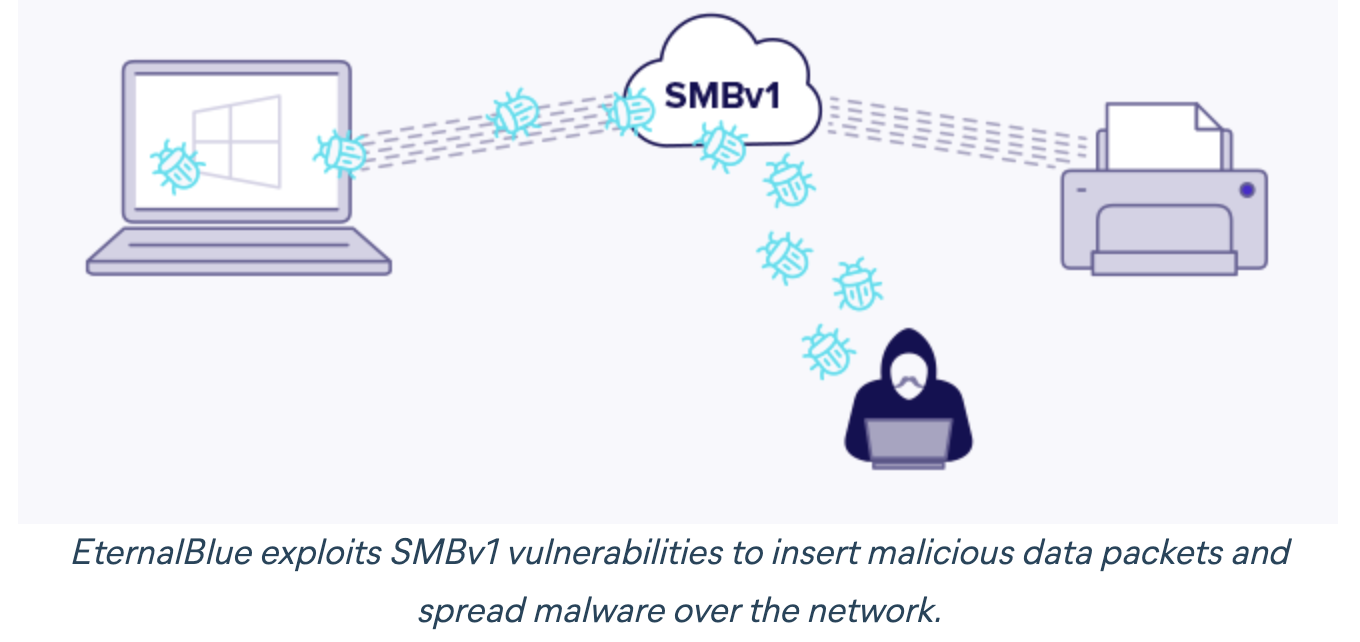 SMBv1
EternalBlue exploits SMBv1 vulnerabilities to insert malicious data packets and
spread malware over the network.